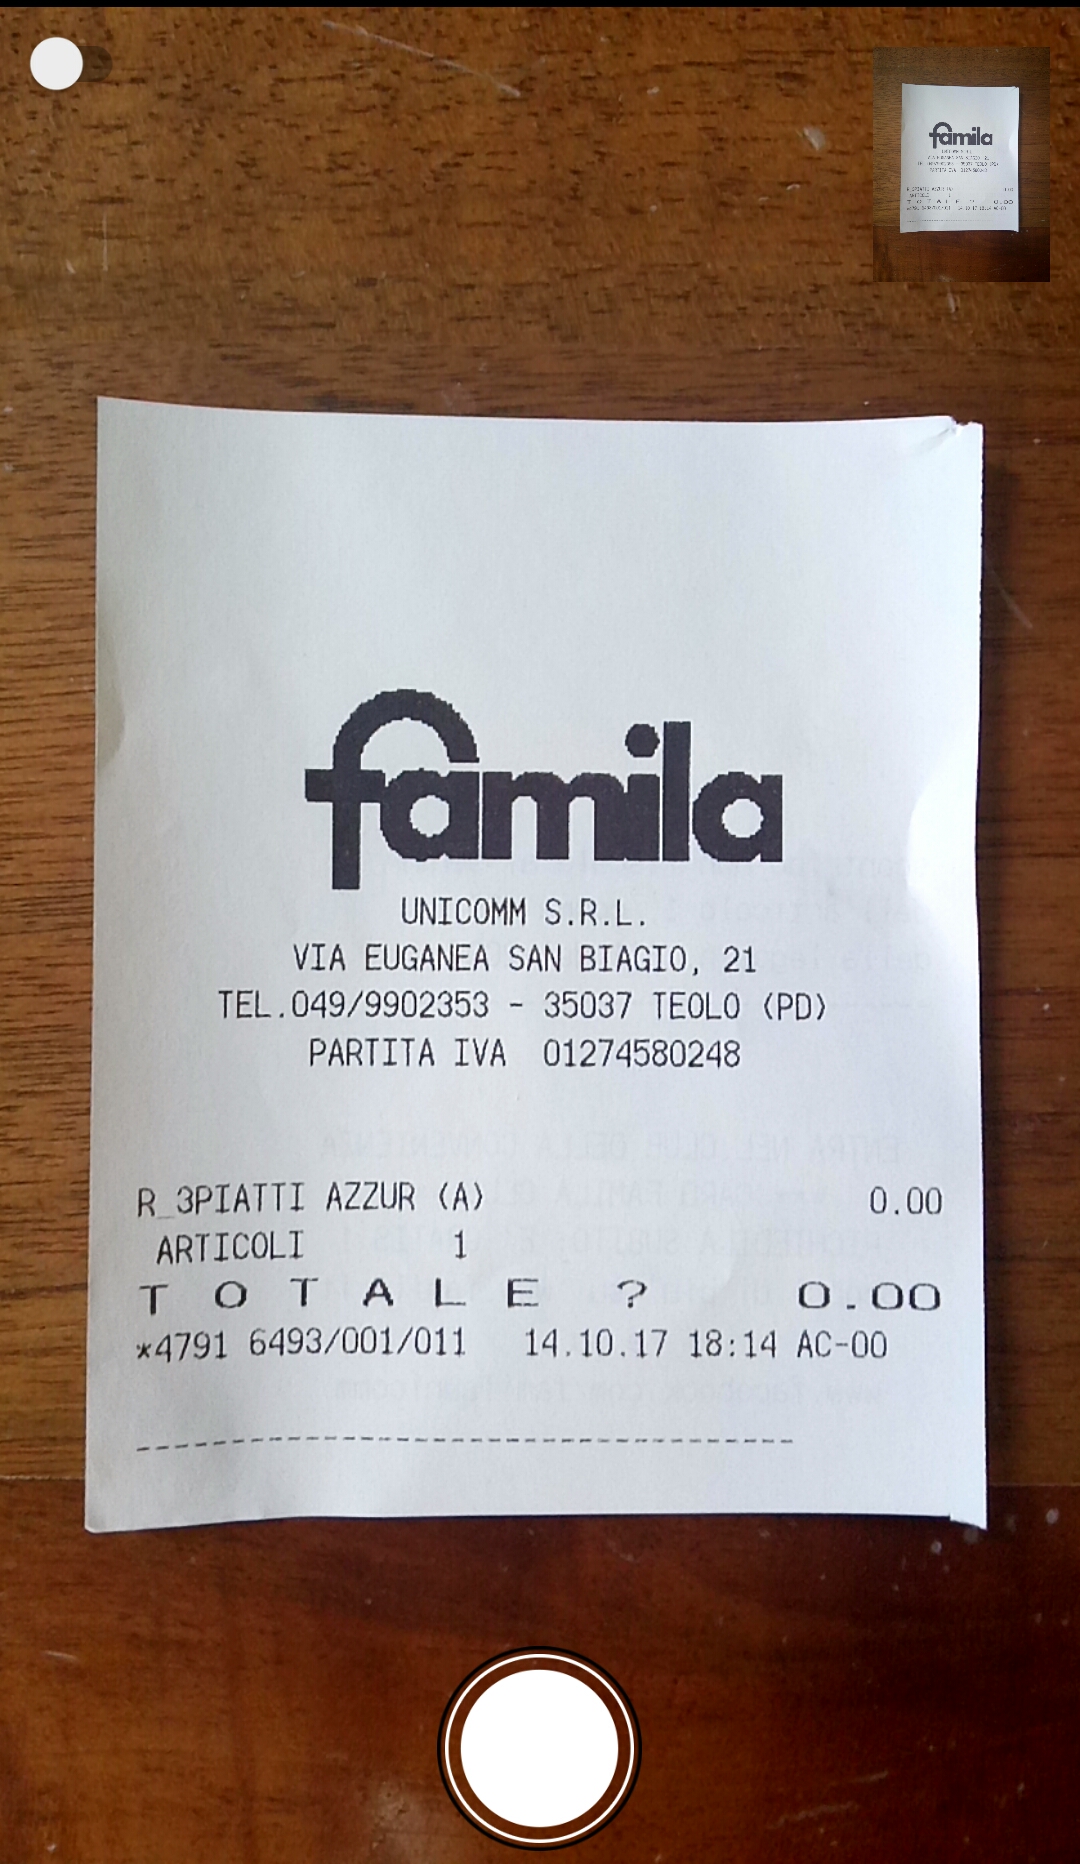 famila
UNICOMM S.R.L.
VIA EUGANEA SAN BIAGIO, 21
TEL.049/9902353 - 35037 TEOLO (PD)
PARTITA IVA 01274580248
R_3PIATTI AZZUR (A) 0.00
ARTICOLI 1
TOTALE ? 0.00
*4791 6493/001/011 14.10.17 18:14 AC-00